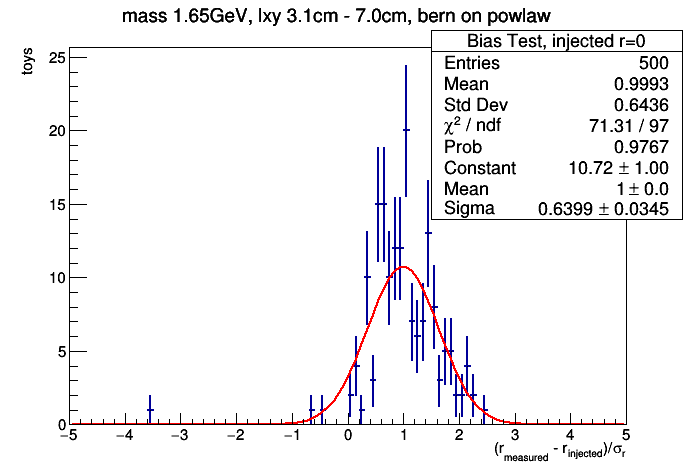 mass 1.65GeV, lxy 3.1cm - 7.0cm, bern on powlaw
Bias Test, injected r=0
Entries 500
Mean 0.9993
Std Dev 0.6436
χ² / ndf 71.31 / 97
Prob 0.9767
Constant 10.72 ± 1.00
Mean 1 ± 0.0
Sigma 0.6399 ± 0.0345
toys
25
20
15
10
5
0
−5 −4 −3 −2 −1 0 1 2 3 4 5
(r_measured - r_injected)/σ_r